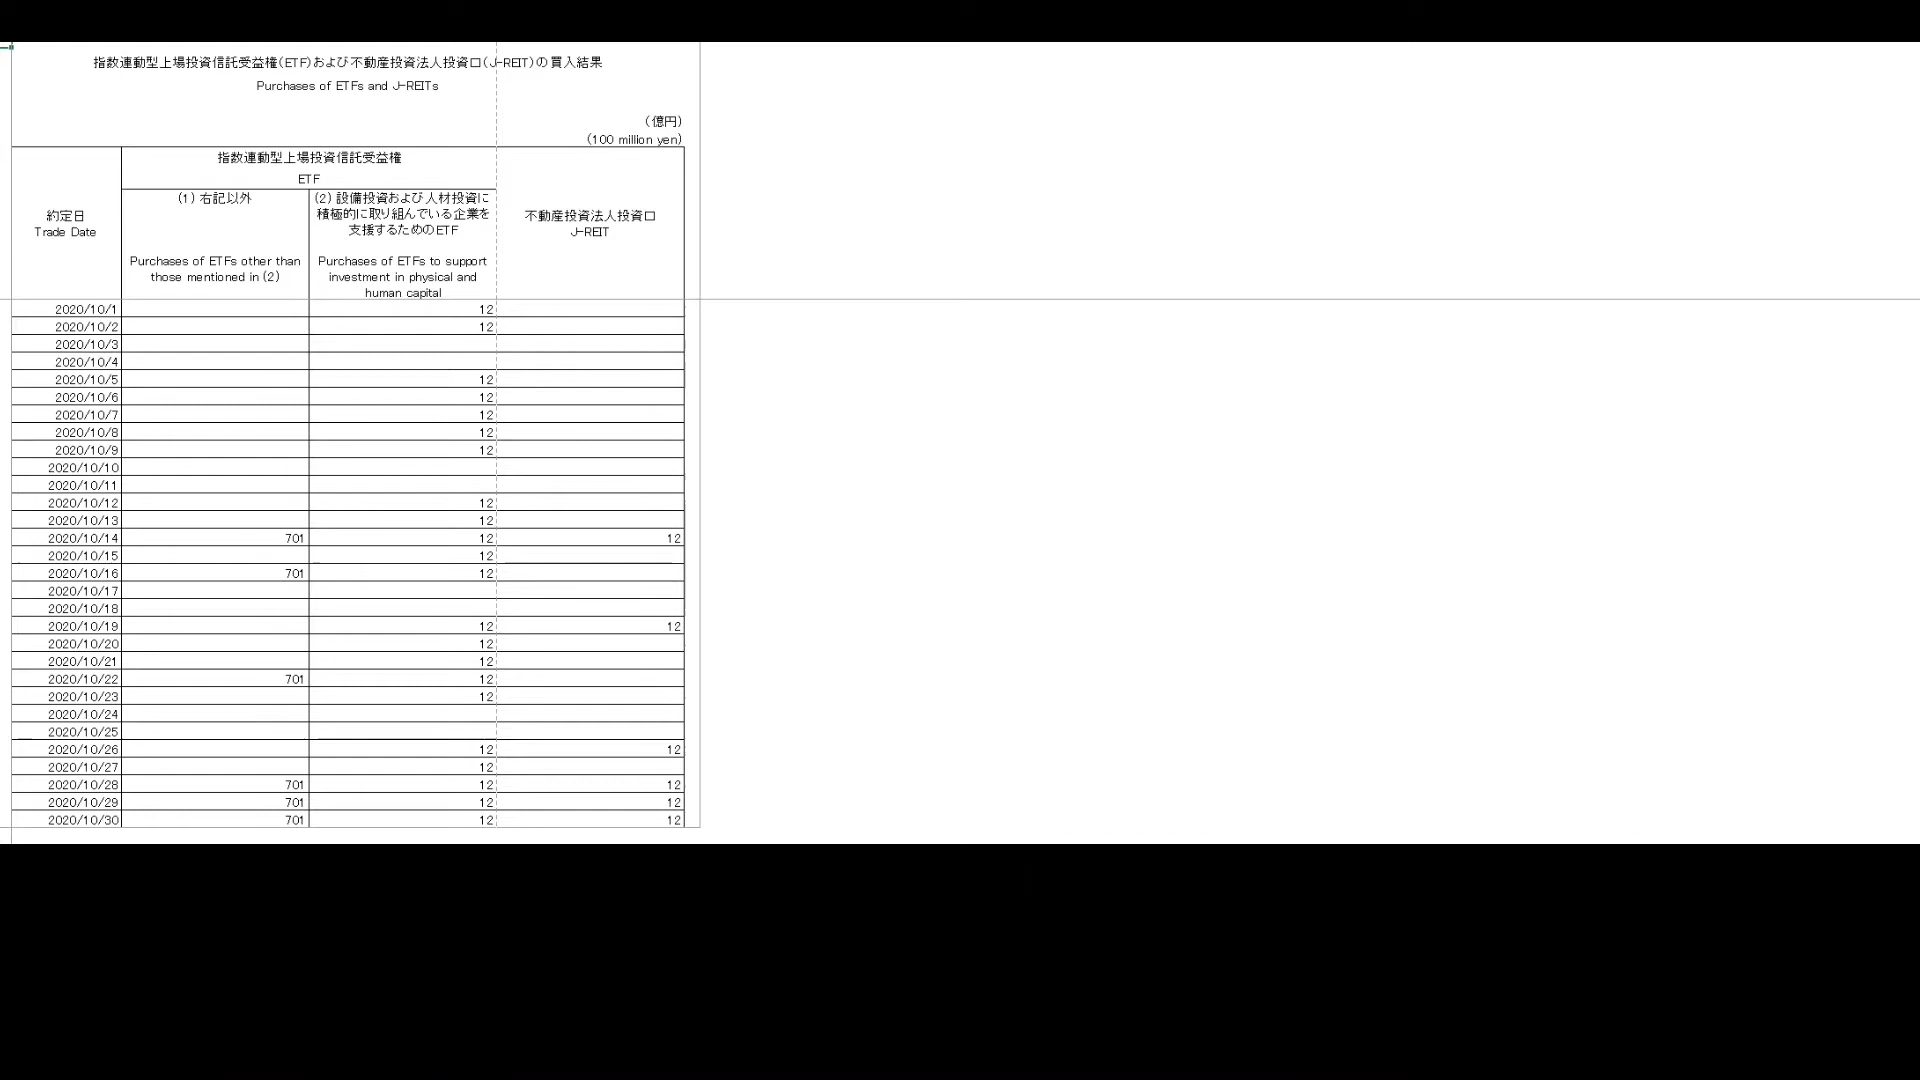 指数連動型上場投資信託受益権(ETF)および不動産投資法人投資口(J-REIT)の買入結果
Purchases of ETFs and J-REITs
(億円)
(100 million yen)
約定日
Trade Date
指数連動型上場投資信託受益権
ETF
(1) 右記以外
Purchases of ETFs other than
those mentioned in (2)
(2) 設備投資および人材投資に
積極的に取り組んでいる企業を
支援するためのETF
Purchases of ETFs to support
investment in physical and
human capital
不動産投資法人投資口
J-REIT
2020/10/1 12
2020/10/2 12
2020/10/3
2020/10/4
2020/10/5 12
2020/10/6 12
2020/10/7 12
2020/10/8 12
2020/10/9 12
2020/10/10
2020/10/11
2020/10/12 12
2020/10/13 12
2020/10/14 701 12 12
2020/10/15 12
2020/10/16 701 12
2020/10/17
2020/10/18
2020/10/19 12 12
2020/10/20 12
2020/10/21 12
2020/10/22 701 12
2020/10/23 12
2020/10/24
2020/10/25
2020/10/26 12 12
2020/10/27 12
2020/10/28 701 12 12
2020/10/29 701 12 12
2020/10/30 701 12 12